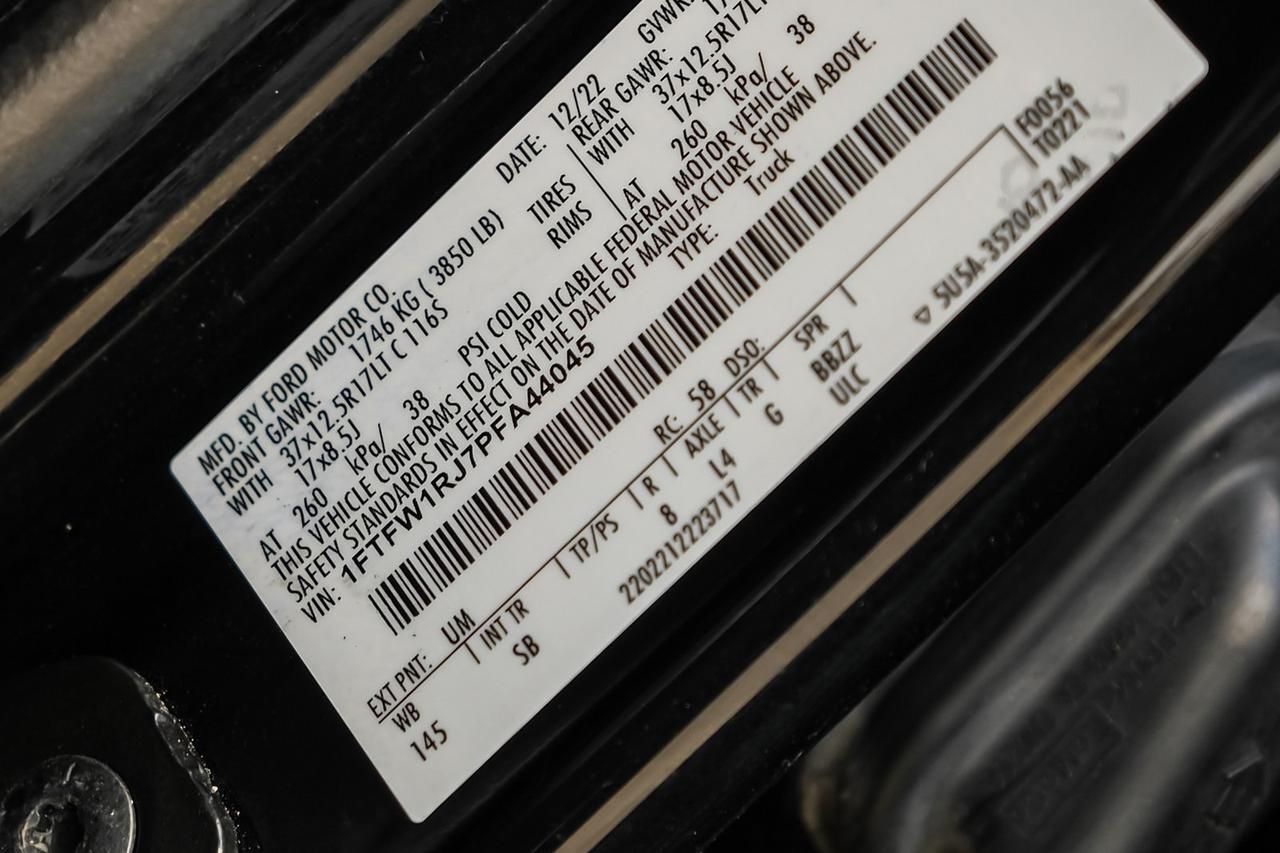 MFD. BY FORD MOTOR CO.
DATE: 12/22 GVWR
FRONT GAWR: 1746 KG ( 3850 LB) REAR GAWR:
WITH 37x12.5R17LT C 116S TIRES WITH 37x12.5R17LT
17x8.5J RIMS 17x8.5J
AT 260 kPa/ 38 PSI COLD AT 260 kPa/ 38
THIS VEHICLE CONFORMS TO ALL APPLICABLE FEDERAL MOTOR VEHICLE
SAFETY STANDARDS IN EFFECT ON THE DATE OF MANUFACTURE SHOWN ABOVE.
VIN: 1FTFW1RJ7PFA44045 TYPE: Truck
EXT PNT: UM RC: 58 DSO: F0056
WB | INT TR | TP/PS | R | AXLE | TR | SPR T0221
145 SB 8 L4 G BBZZ
2202212223717 ULC
▽ 5U5A-3520472-AA